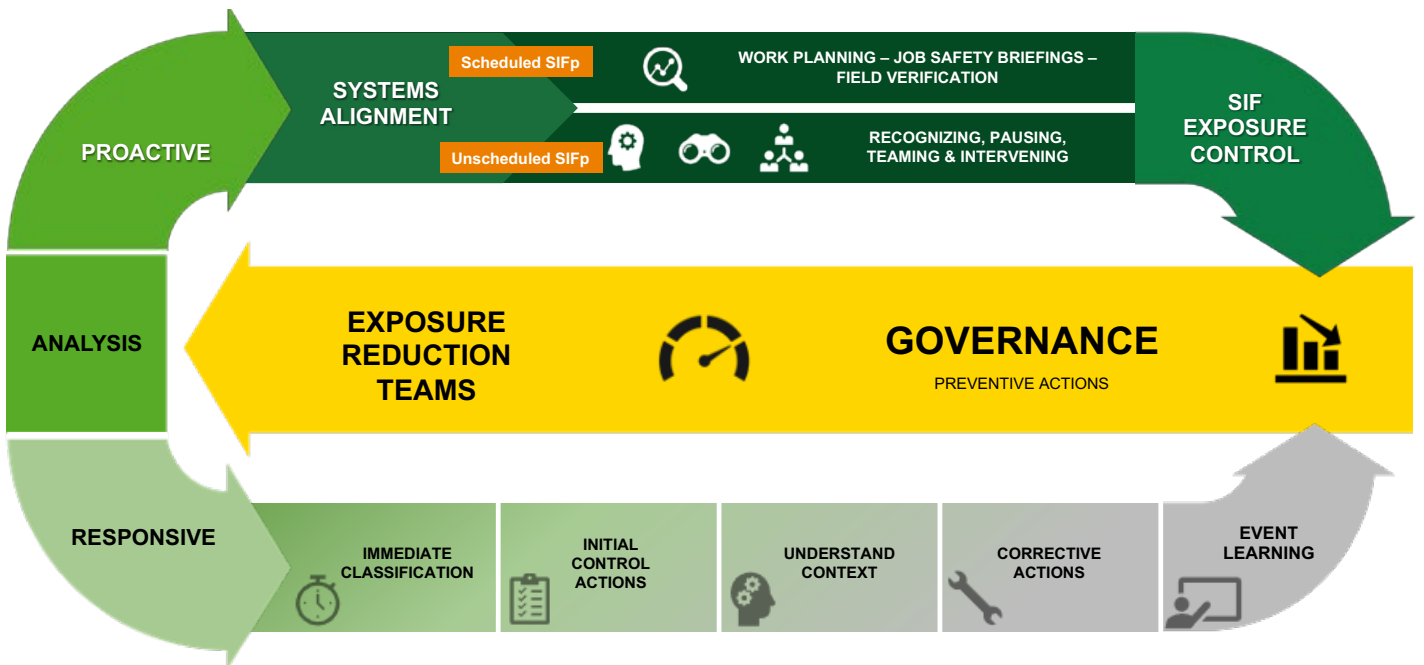 PROACTIVE
SYSTEMS
ALIGNMENT
Scheduled SIFp
WORK PLANNING – JOB SAFETY BRIEFINGS –
FIELD VERIFICATION
Unscheduled SIFp
RECOGNIZING, PAUSING,
TEAMING & INTERVENING
SIF
EXPOSURE
CONTROL
ANALYSIS
EXPOSURE
REDUCTION
TEAMS
GOVERNANCE
PREVENTIVE ACTIONS
RESPONSIVE
IMMEDIATE
CLASSIFICATION
INITIAL
CONTROL
ACTIONS
UNDERSTAND
CONTEXT
CORRECTIVE
ACTIONS
EVENT
LEARNING